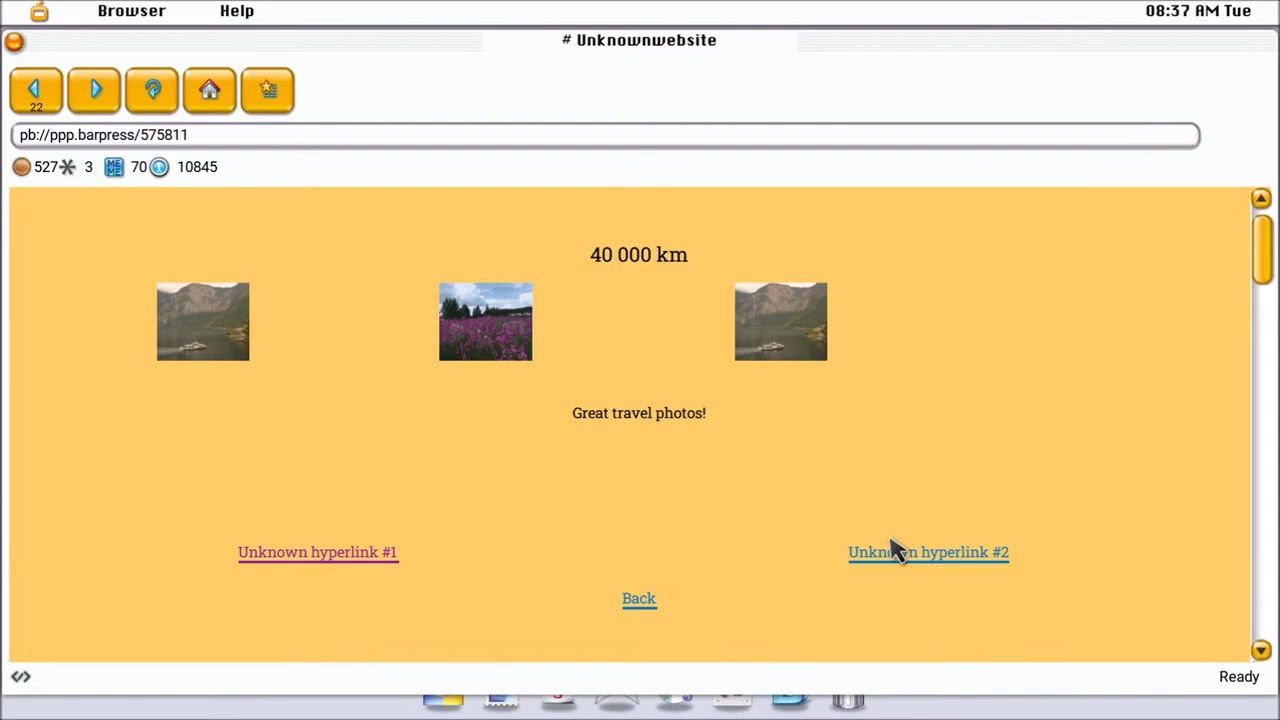 Browser Help 08:37 AM Tue
# Unknownwebsite
22
pb://ppp.barpress/575811
527 3 MEME 70 10845
40 000 km
Great travel photos!
Unknown hyperlink #1 Unknown hyperlink #2
Back
Ready